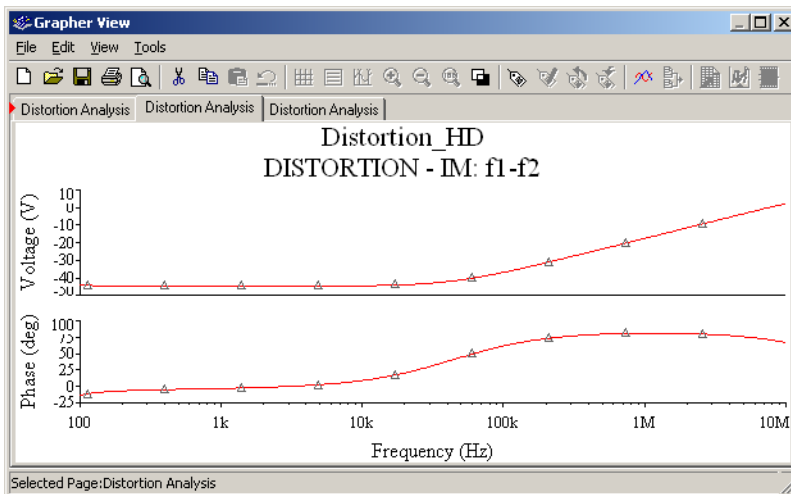 Grapher View
File Edit View Tools
Distortion Analysis Distortion Analysis Distortion Analysis
Distortion_HD
DISTORTION - IM: f1-f2
Voltage (V)
10
0
-10
-20
-30
-40
-50
Phase (deg)
100
75
50
25
0
-25
100 1k 10k 100k 1M 10M
Frequency (Hz)
Selected Page:Distortion Analysis